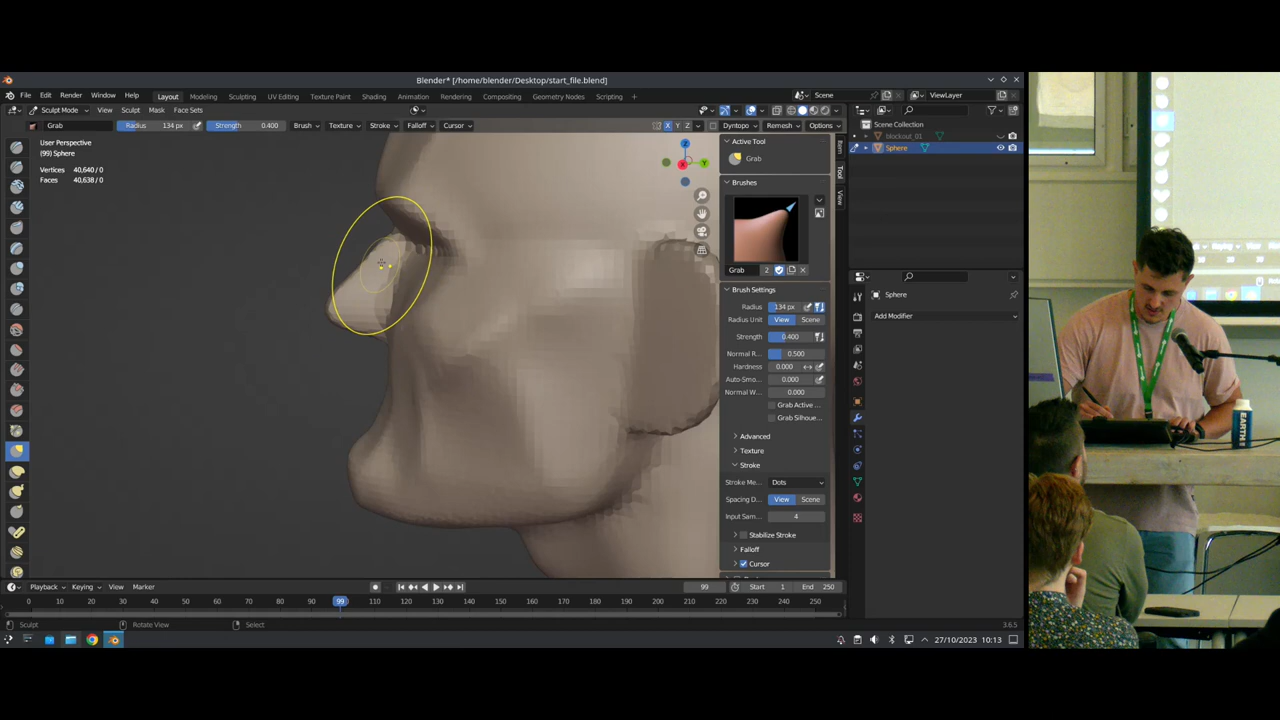 Blender* [/home/blender/Desktop/start_file.blend]
File Edit Render Window Help Layout Modeling Sculpting UV Editing Texture Paint Shading Animation Rendering Compositing Geometry Nodes Scripting + Scene ViewLayer
Sculpt Mode View Sculpt Mask Face Sets
Grab Radius 134 px Strength 0.400 Brush Texture Stroke Falloff Cursor X Y Z Dyntopo Remesh Options
Scene Collection
blockout_01
Sphere
User Perspective
(99) Sphere
Vertices 40,640 / 0
Faces 40,638 / 0
Z
X Y
Item
Tool
View
Active Tool
Grab
Brushes
Grab 2
Brush Settings
Radius 134 px
Radius Unit View Scene
Strength 0.400
Normal R... 0.500
Hardness 0.000
Auto-Smo... 0.000
Normal W... 0.000
Grab Active ...
Grab Silhoue...
Advanced
Texture
Stroke
Stroke Me... Dots
Spacing D... View Scene
Input Sam... 4
Stabilize Stroke
Falloff
Cursor
Sphere
Add Modifier
Playback Keying View Marker 99 Start 1 End 250
0 10 20 30 40 50 60 70 80 90 99 110 120 130 140 150 160 170 180 190 200 210 220 230 240 250
Sculpt Rotate View Select 3.6.5
27/10/2023 10:13
EARTH